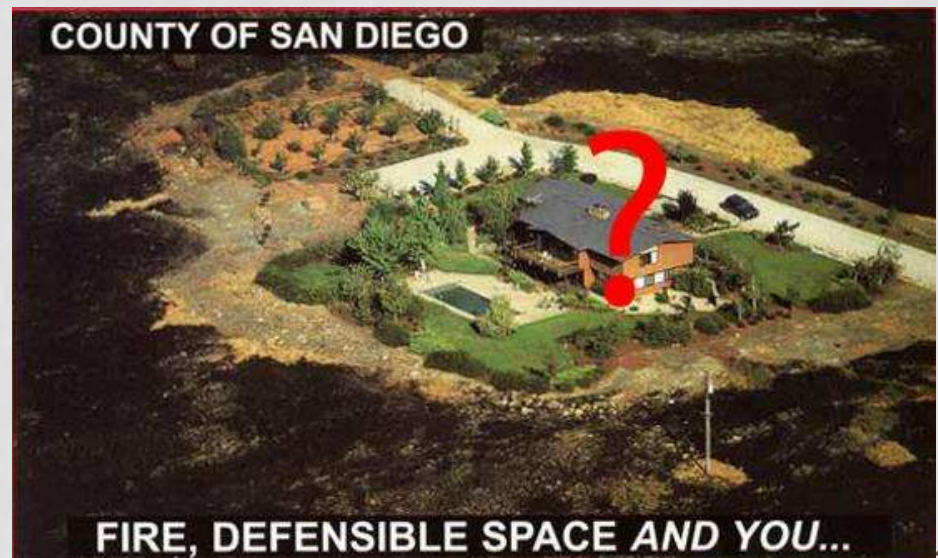 COUNTY OF SAN DIEGO
?
FIRE, DEFENSIBLE SPACE AND YOU...